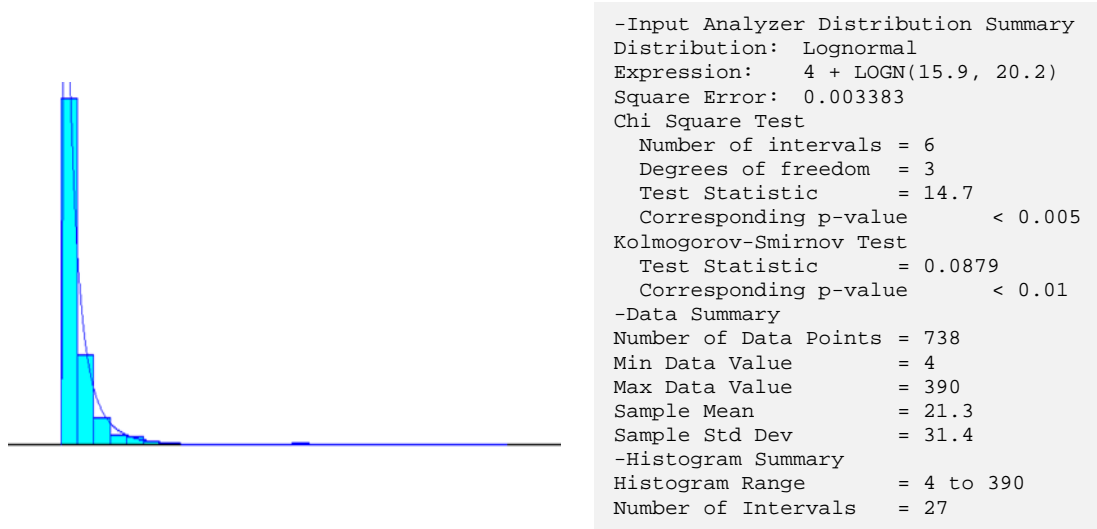 -Input Analyzer Distribution Summary
Distribution: Lognormal
Expression: 4 + LOGN(15.9, 20.2)
Square Error: 0.003383
Chi Square Test
Number of intervals = 6
Degrees of freedom = 3
Test Statistic = 14.7
Corresponding p-value < 0.005
Kolmogorov-Smirnov Test
Test Statistic = 0.0879
Corresponding p-value < 0.01
-Data Summary
Number of Data Points = 738
Min Data Value = 4
Max Data Value = 390
Sample Mean = 21.3
Sample Std Dev = 31.4
-Histogram Summary
Histogram Range = 4 to 390
Number of Intervals = 27